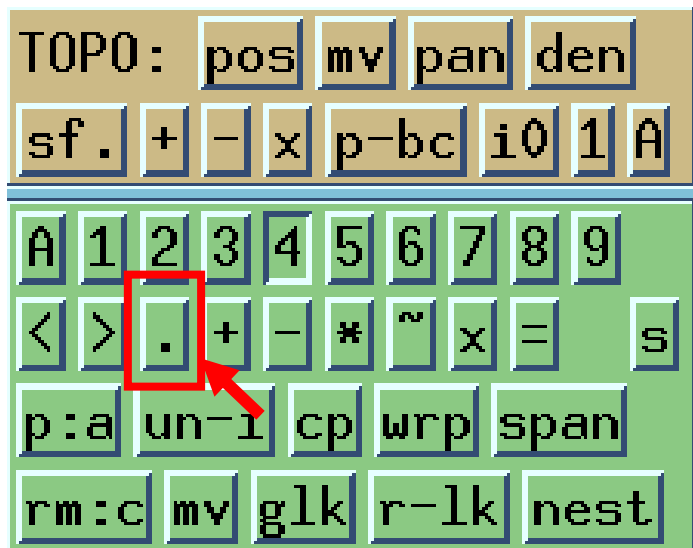 TOPO: pos mv pan den
sf. + - x p-bc i0 1 A
A 1 2 3 4 5 6 7 8 9
< > . + - * ~ x = s
p:a un-i cp wrp span
rm:c mv glk r-lk nest